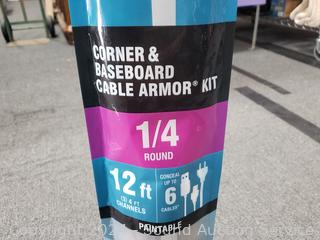 CORNER &
BASEBOARD
CABLE ARMOR® KIT
1/4
ROUND
12 ft
(3) 4 FT
CHANNELS
CONCEAL
UP TO
6
CABLES*
PAINTABLE